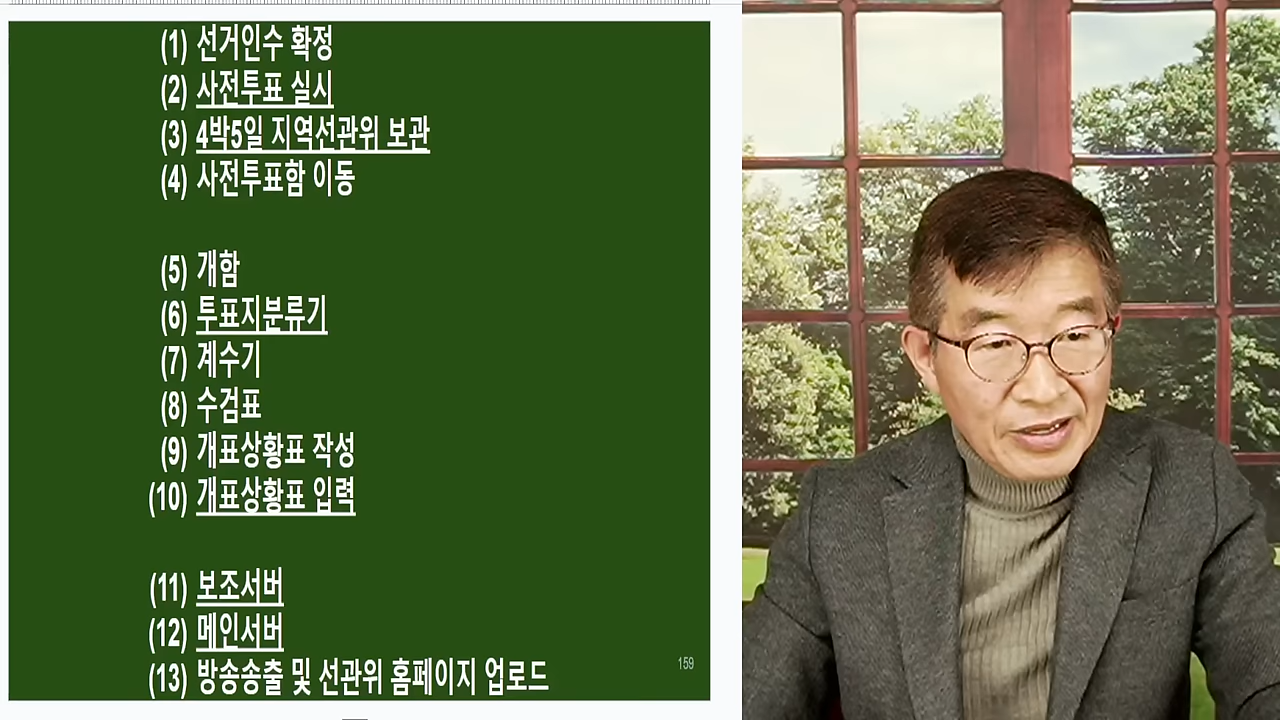 (1) 선거인수 확정
(2) 사전투표 실시
(3) 4박5일 지역선관위 보관
(4) 사전투표함 이동
(5) 개함
(6) 투표지분류기
(7) 계수기
(8) 수검표
(9) 개표상황표 작성
(10) 개표상황표 입력
(11) 보조서버
(12) 메인서버
(13) 방송송출 및 선관위 홈페이지 업로드
159